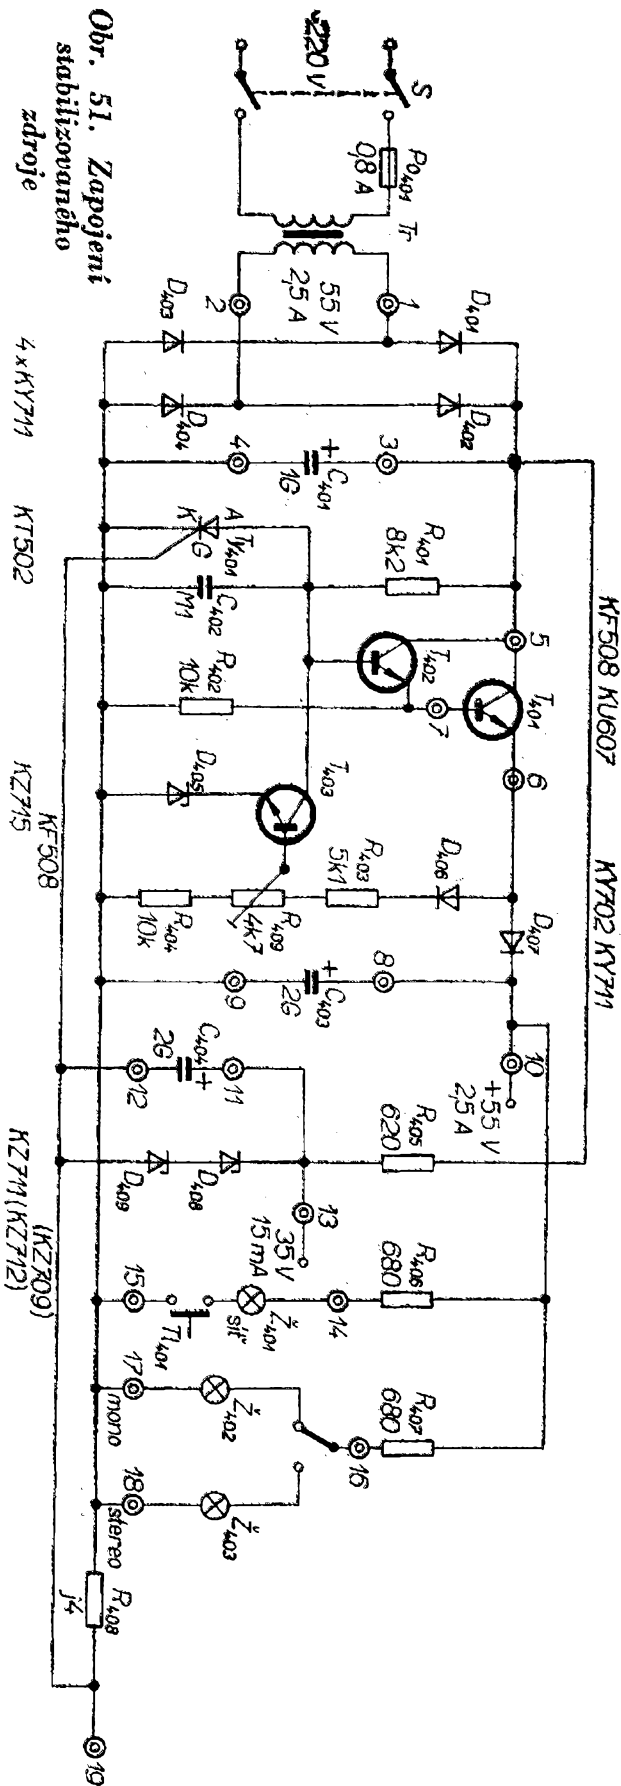 KF508 KU607
KY702 KY711
S
~220 V
Po401
0,8 A
Tr
55 V
2,5 A
1
2
D401
D402
D403
D404
3
4
C401
1G
+
R401
8k2
Ty401
A
K
G
C402
M1
R402
10k
T402
T401
5
6
7
T403
D405
D406
R403
5k1
R409
4k7
R404
10k
D407
8
9
C403
2G
+
10
+55 V
2,5 A
C404
2G
+
11
12
R405
620
D408
D409
13
35 V
15 mA
R406
680
14
Ž401
"síť"
Tl401
15
R407
680
16
Ž402
17
mono
Ž403
18
stereo
R408
j4
19
4xKY711
KT502
KZ715
KF508
(KZ709)
KZ711(KZ712)
Obr. 51. Zapojení
stabilizovaného
zdroje